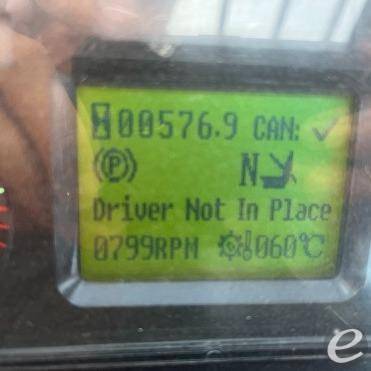 00576.9 CAN: ✓
(P) N
Driver Not In Place
0799RPM 060℃
e